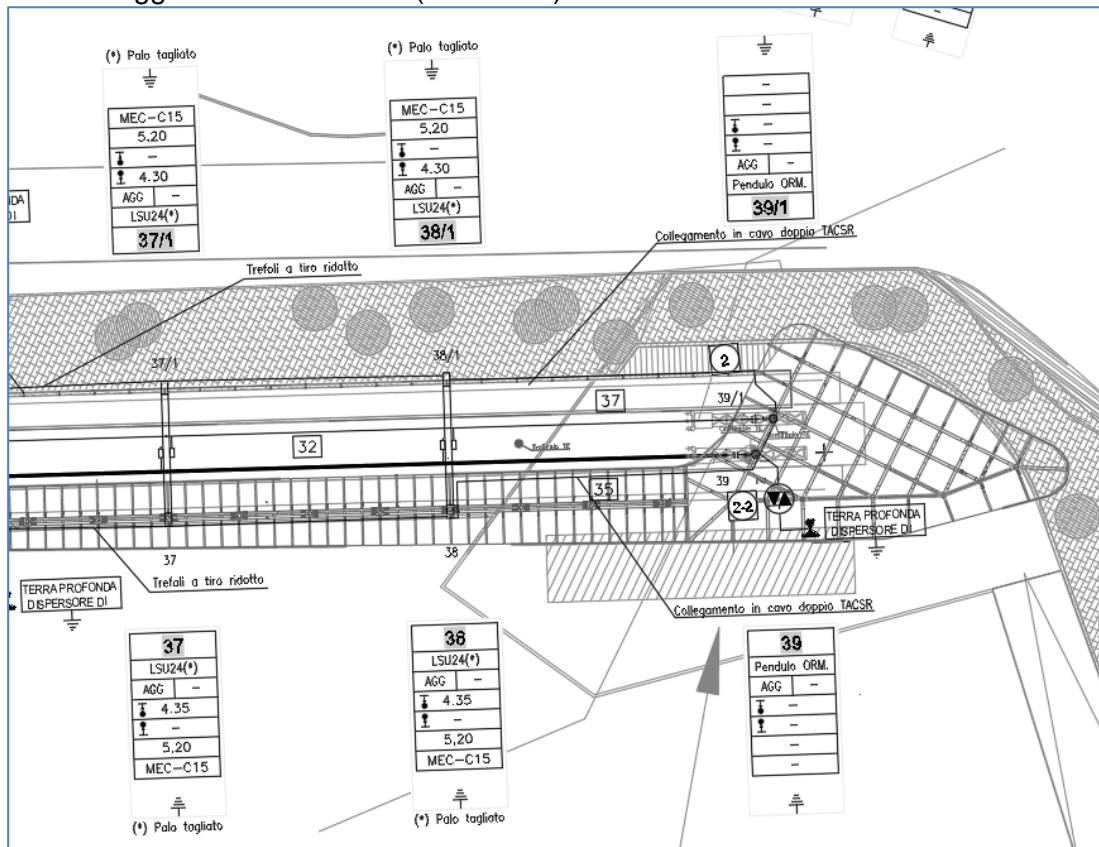 (*) Palo tagliato
MEC-C15
5.20
-
4.30
AGG -
LSU24(*)
37/1
(*) Palo tagliato
MEC-C15
5.20
-
4.30
AGG -
LSU24(*)
38/1
-
-
-
-
AGG -
Pendulo ORM.
39/1
Collegamento in cavo doppio TACSR
Trefoli a tiro ridotto
37/1
38/1
2
37
39/1
32
35
39
2-2
TERRA PROFONDA
DISPERSORE DI
37
38
Trefoli a tiro ridotto
TERRA PROFONDA
DISPERSORE DI
Collegamento in cavo doppio TACSR
37
LSU24(*)
AGG -
4.35
-
5,20
MEC-C15
(*) Palo tagliato
38
LSU24(*)
AGG -
4.35
-
5,20
MEC-C15
(*) Palo tagliato
39
Pendulo ORM.
AGG -
-
-
-
-